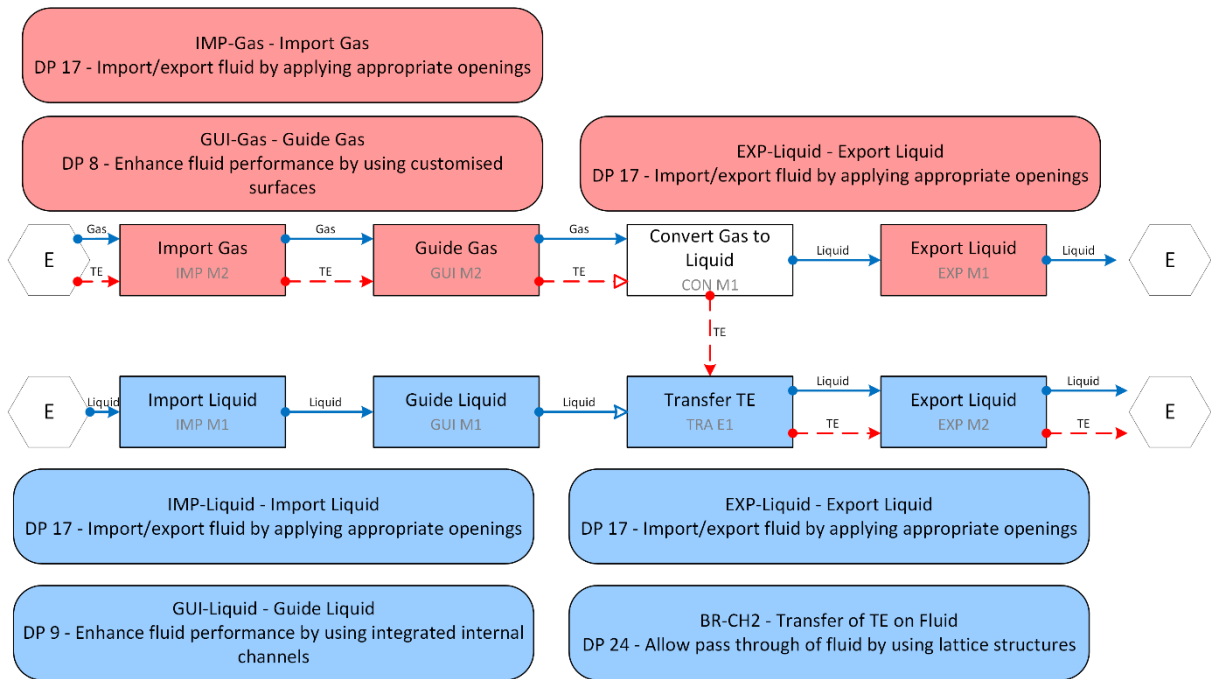 IMP-Gas - Import Gas
DP 17 - Import/export fluid by applying appropriate openings
GUI-Gas - Guide Gas
DP 8 - Enhance fluid performance by using customised
surfaces
EXP-Liquid - Export Liquid
DP 17 - Import/export fluid by applying appropriate openings
E
Gas
TE
Import Gas
IMP M2
Gas
TE
Guide Gas
GUI M2
Gas
TE
Convert Gas to
Liquid
CON M1
Liquid
Export Liquid
EXP M1
Liquid
E
TE
E
Liquid
Import Liquid
IMP M1
Liquid
Guide Liquid
GUI M1
Liquid
Transfer TE
TRA E1
Liquid
TE
Export Liquid
EXP M2
Liquid
TE
E
IMP-Liquid - Import Liquid
DP 17 - Import/export fluid by applying appropriate openings
EXP-Liquid - Export Liquid
DP 17 - Import/export fluid by applying appropriate openings
GUI-Liquid - Guide Liquid
DP 9 - Enhance fluid performance by using integrated internal
channels
BR-CH2 - Transfer of TE on Fluid
DP 24 - Allow pass through of fluid by using lattice structures